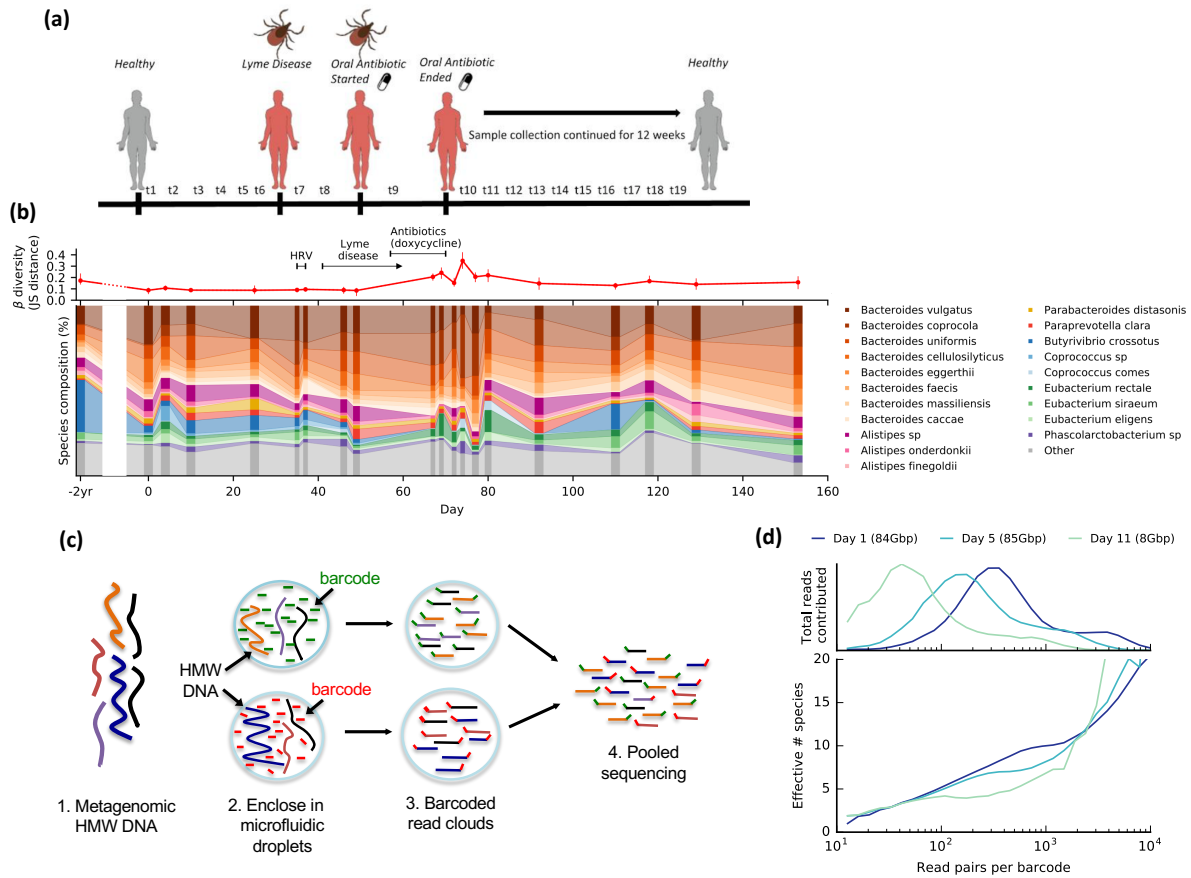 (a)
Healthy
Lyme Disease
Oral Antibiotic
Started
Oral Antibiotic
Ended
Healthy
Sample collection continued for 12 weeks
t1 t2 t3 t4 t5 t6 t7 t8 t9 t10 t11 t12 t13 t14 t15 t16 t17 t18 t19
(b)
β diversity
(JS distance)
0.4
0.3
0.2
0.1
0.0
HRV
Lyme
disease
Antibiotics
(doxycycline)
Species composition (%)
-2yr 0 20 40 60 80 100 120 140 160
Day
Bacteroides vulgatus
Bacteroides coprocola
Bacteroides uniformis
Bacteroides cellulosilyticus
Bacteroides eggerthii
Bacteroides faecis
Bacteroides massiliensis
Bacteroides caccae
Alistipes sp
Alistipes onderdonkii
Alistipes finegoldii
Parabacteroides distasonis
Paraprevotella clara
Butyrivibrio crossotus
Coprococcus sp
Coprococcus comes
Eubacterium rectale
Eubacterium siraeum
Eubacterium eligens
Phascolarctobacterium sp
Other
(c)
barcode
HMW
DNA
barcode
1. Metagenomic
HMW DNA
2. Enclose in
microfluidic
droplets
3. Barcoded
read clouds
4. Pooled
sequencing
(d)
Day 1 (84Gbp) Day 5 (85Gbp) Day 11 (8Gbp)
Total reads
contributed
Effective # species
20
15
10
5
0
10¹ 10² 10³ 10⁴
Read pairs per barcode